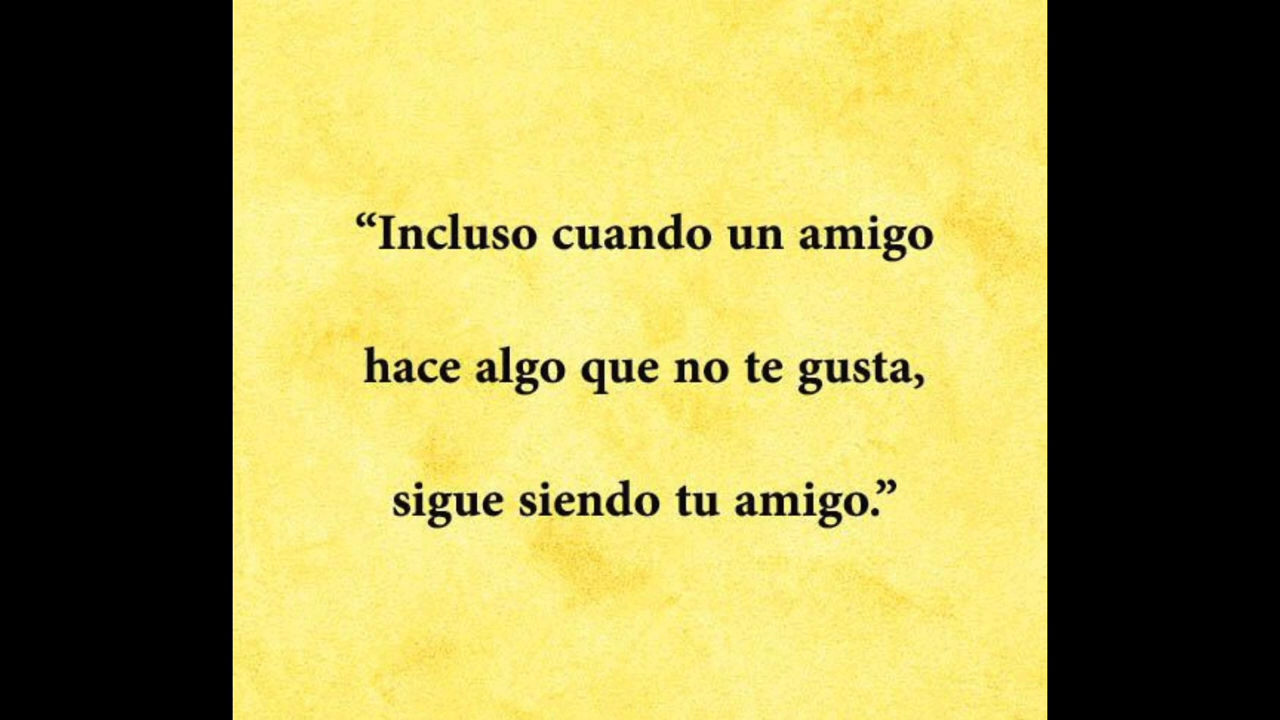 “Incluso cuando un amigo
hace algo que no te gusta,
sigue siendo tu amigo.”